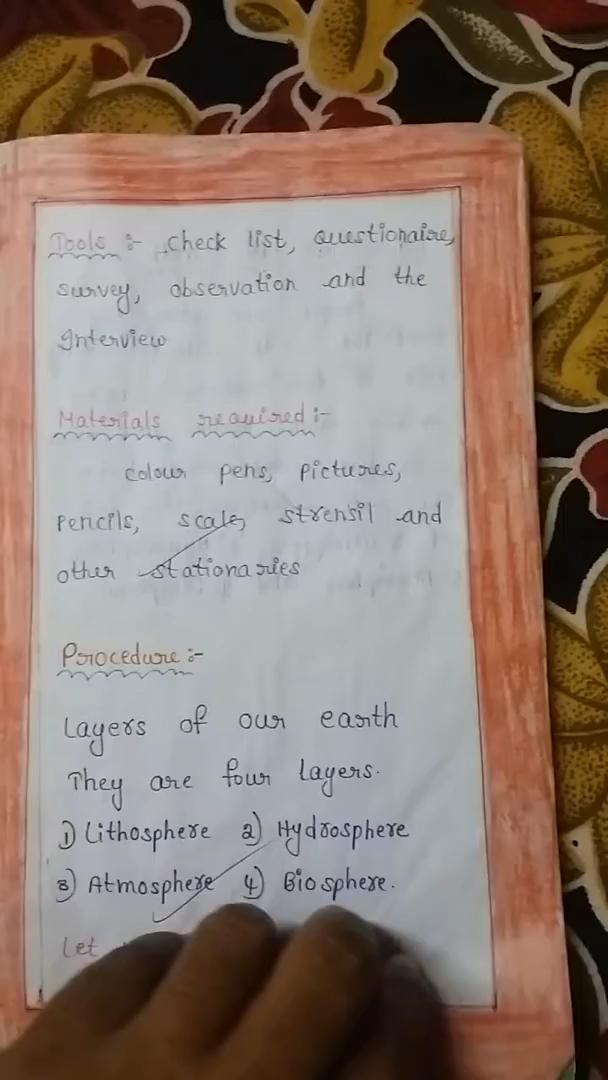 Tools :- check list, questionaire,
survey, observation and the
Interview
Materials required :-
colour pens, pictures,
pencils, scale, strensil and
other stationaries
Procedure :-
Layers of our earth
They are four layers.
1) Lithosphere 2) Hydrosphere
3) Atmosphere 4) Biosphere.
Let